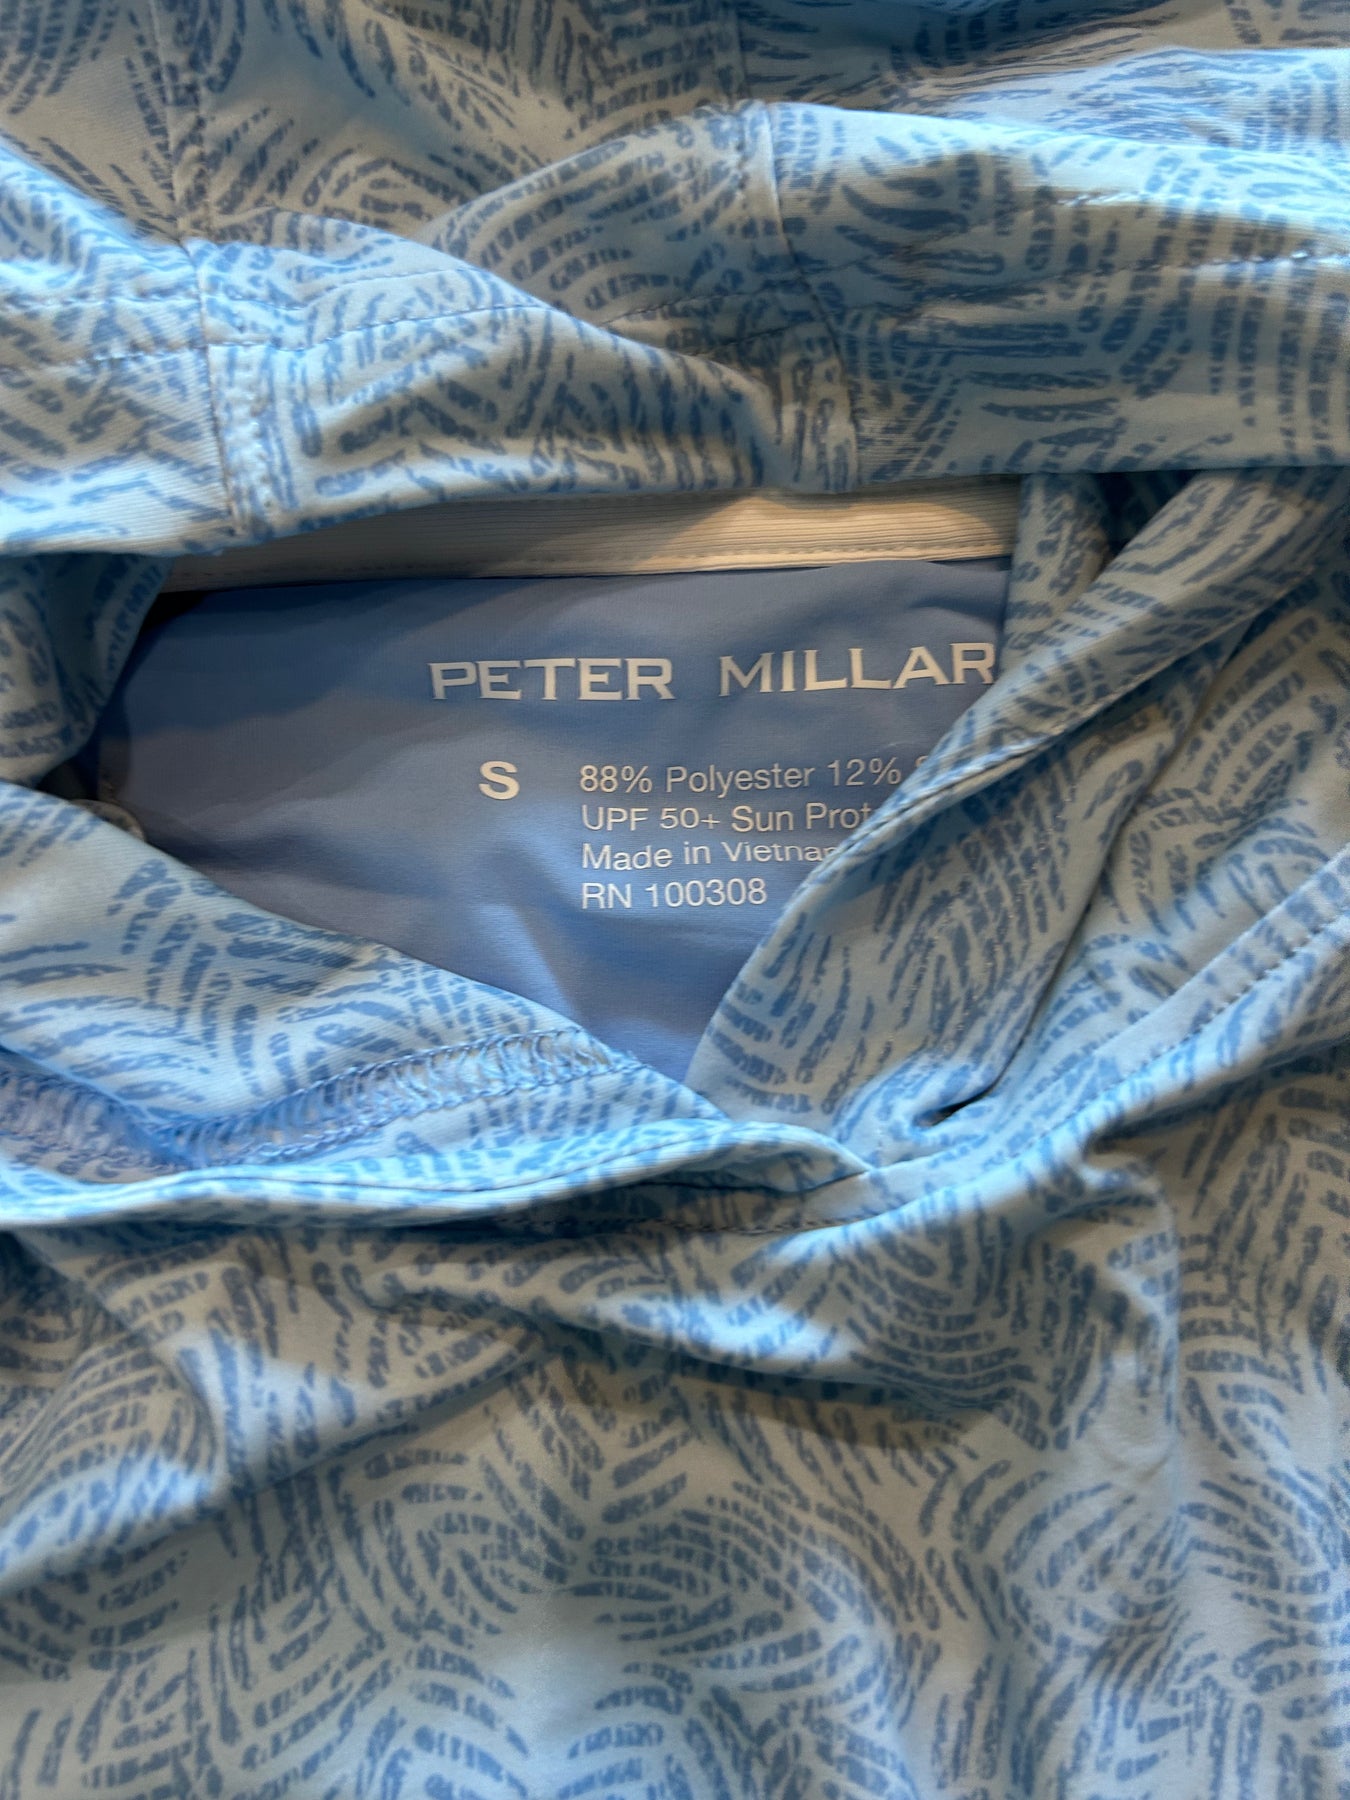 PETER MILLAR
S
88% Polyester 12%
UPF 50+ Sun
Made in
RN 100308